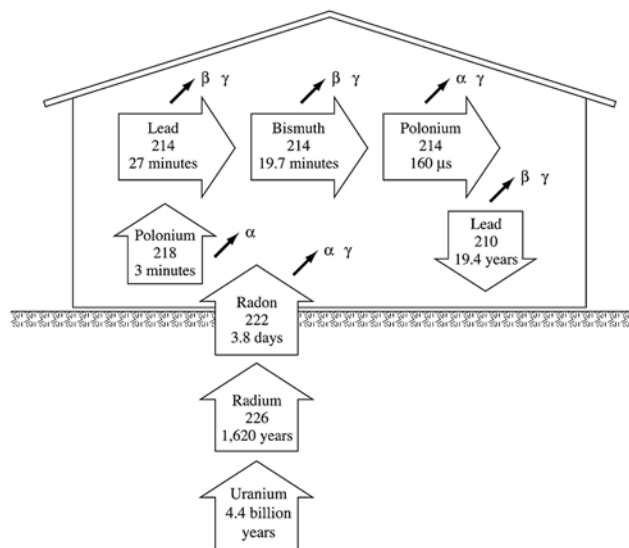 β γ
β γ
α γ
Lead
214
27 minutes
Bismuth
214
19.7 minutes
Polonium
214
160 μs
β γ
Polonium
218
3 minutes
α
α γ
Lead
210
19.4 years
Radon
222
3.8 days
Radium
226
1,620 years
Uranium
4.4 billion
years